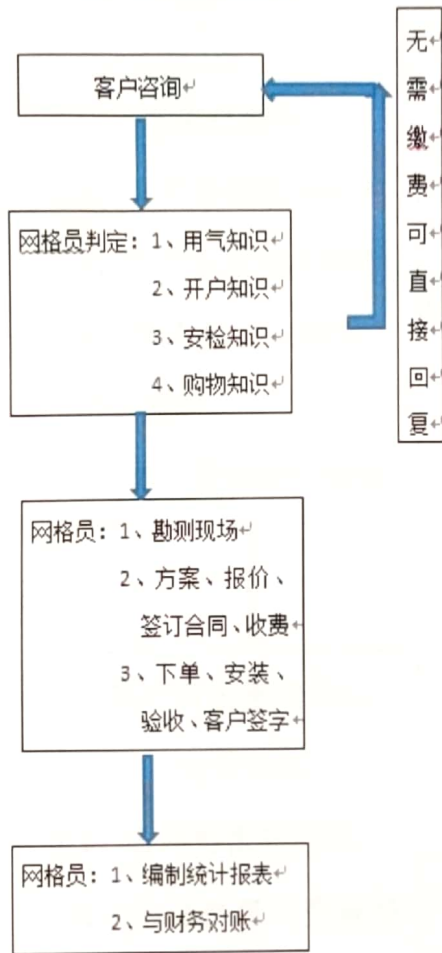 客户咨询
网格员判定：1、用气知识
2、开户知识
3、安检知识
4、购物知识
网格员：1、勘测现场
2、方案、报价、
签订合同、收费
3、下单、安装、
验收、客户签字
网格员：1、编制统计报表
2、与财务对账
无
需
缴
费
可
直
接
回
复